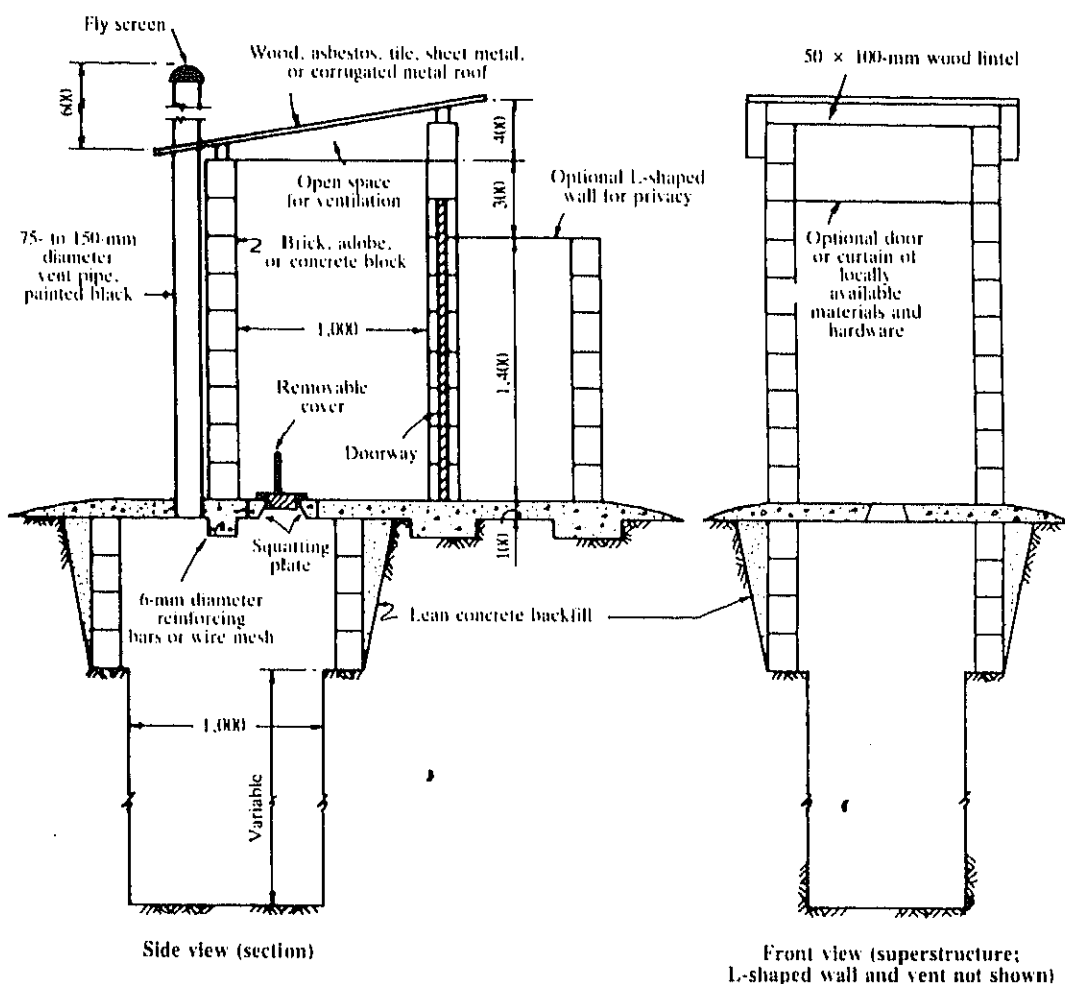 Fly screen
Wood, asbestos, tile, sheet metal,
or corrugated metal roof
50 × 100-mm wood lintel
600
400
Open space
for ventilation
Optional L-shaped
wall for privacy
300
75- to 150-mm
diameter
vent pipe,
painted black
Brick, adobe,
or concrete block
Optional door
or curtain of
locally
available
materials and
hardware
1,000
1,400
Removable
cover
Doorway
Squatting
plate
100
6-mm diameter
reinforcing
bars or wire mesh
Lean concrete backfill
1,000
Variable
Side view (section)
Front view (superstructure;
L-shaped wall and vent not shown)